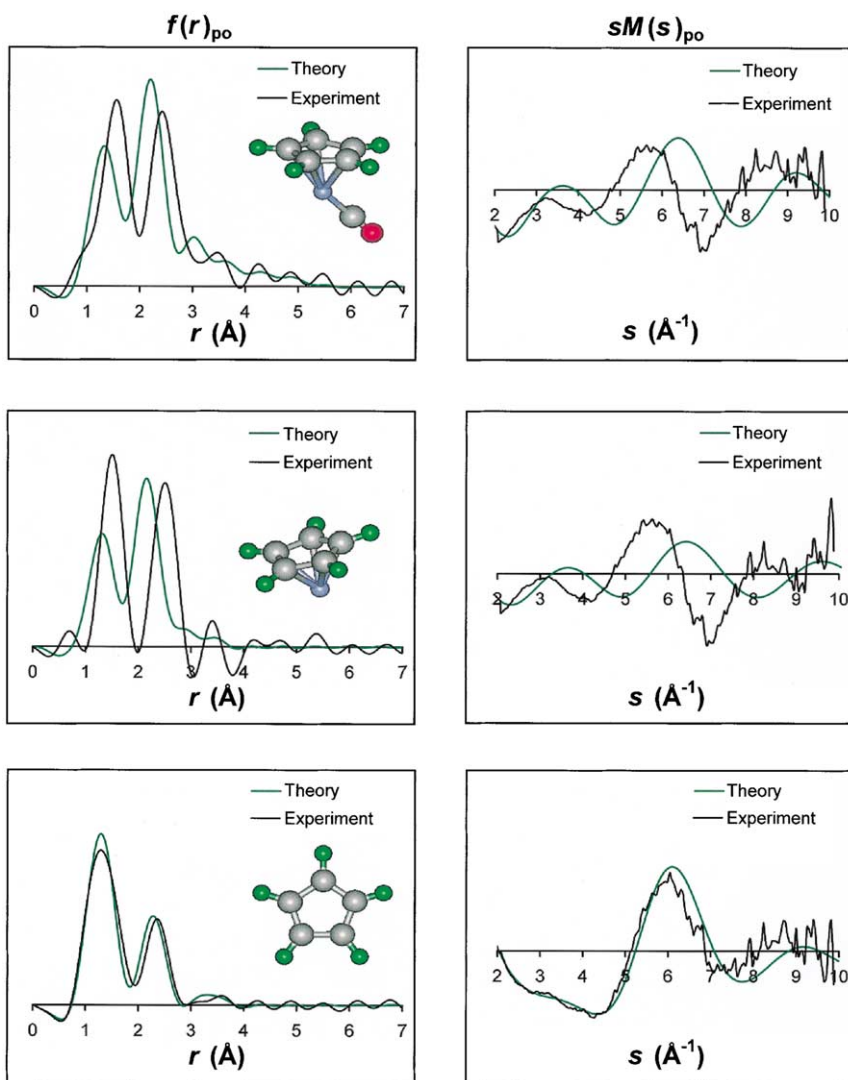 f(r)po
sM(s)po
Theory
Experiment
0 1 2 3 4 5 6 7
r (Å)
Theory
Experiment
2 3 4 5 6 7 8 9 10
s (Å-1)
Theory
Experiment
0 1 2 3 4 5 6 7
r (Å)
Theory
Experiment
2 3 4 5 6 7 8 9 10
s (Å-1)
Theory
Experiment
0 1 2 3 4 5 6 7
r (Å)
Theory
Experiment
2 3 4 5 6 7 8 9 10
s (Å-1)